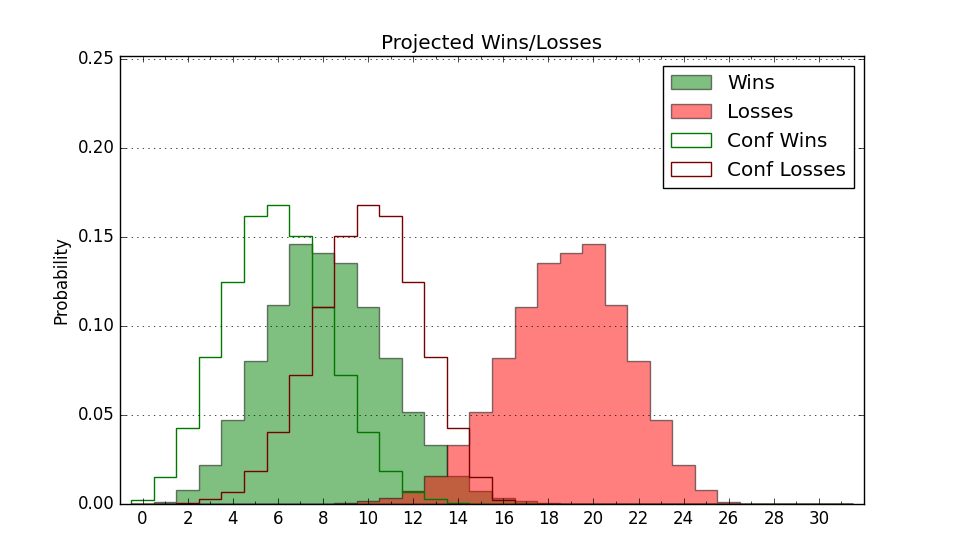 Projected Wins/Losses
0.25
0.20
0.15
0.10
0.05
0.00
Probability
Wins
Losses
Conf Wins
Conf Losses
0 2 4 6 8 10 12 14 16 18 20 22 24 26 28 30